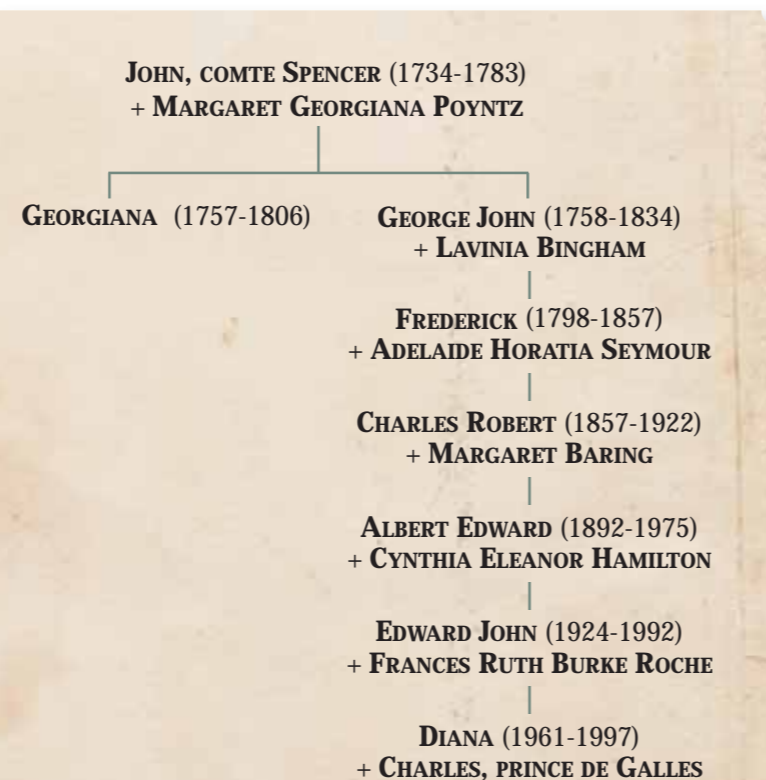 John, comte Spencer (1734-1783)
+ Margaret Georgiana Poyntz
Georgiana (1757-1806)
George John (1758-1834)
+ Lavinia Bingham
Frederick (1798-1857)
+ Adelaide Horatia Seymour
Charles Robert (1857-1922)
+ Margaret Baring
Albert Edward (1892-1975)
+ Cynthia Eleanor Hamilton
Edward John (1924-1992)
+ Frances Ruth Burke Roche
Diana (1961-1997)
+ Charles, prince de Galles